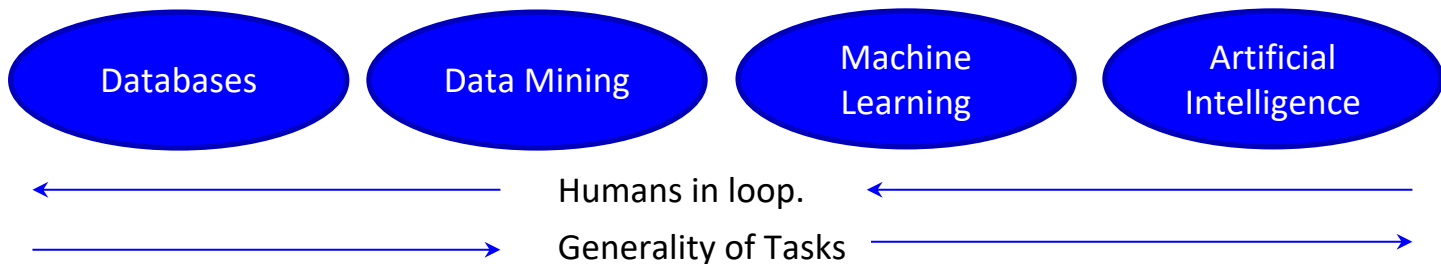 Databases
Data Mining
Machine
Learning
Artificial
Intelligence
Humans in loop.
Generality of Tasks